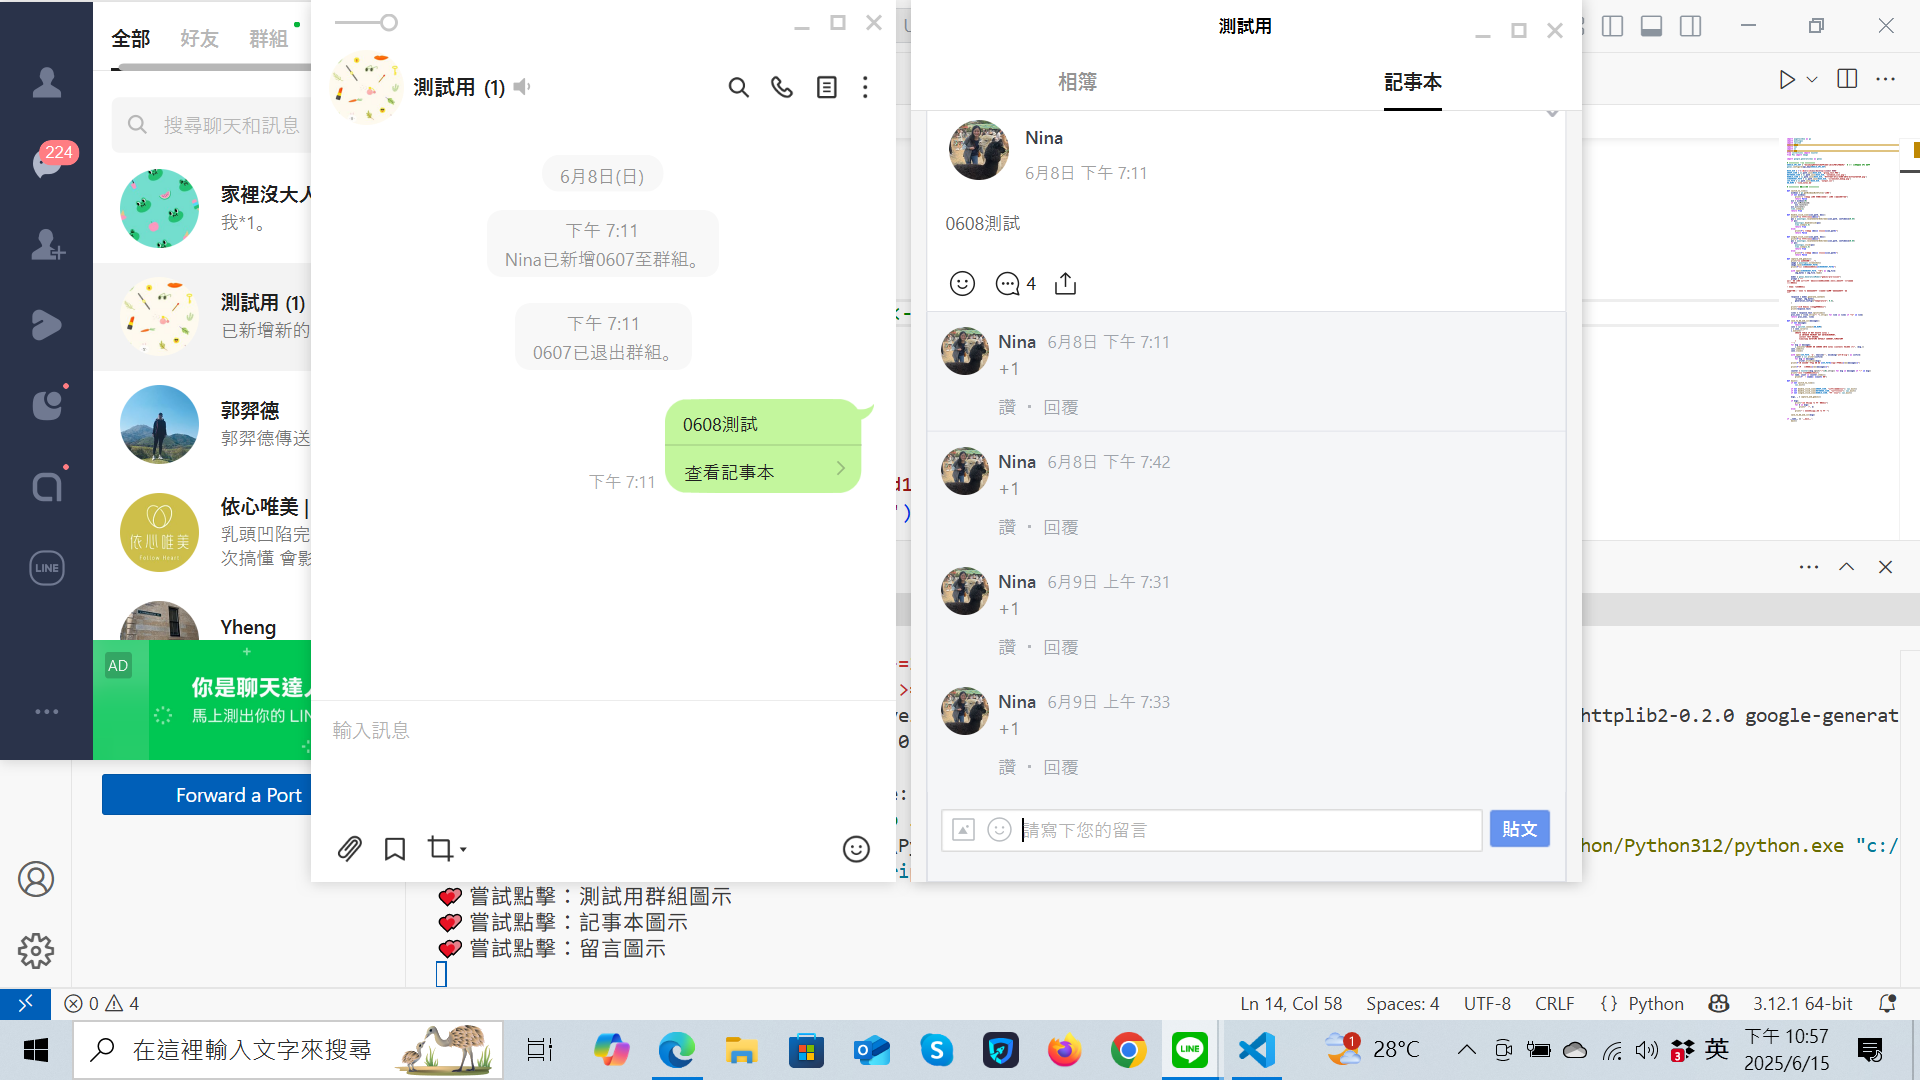 全部
好友
群組
搜尋聊天和訊息
224
家裡沒大人
我*1。
測試用 (1)
已新增新的
郭羿德
郭羿德傳送
依心唯美 |
乳頭凹陷完
次搞懂 會影
依心唯美
Follow Heart
LINE
Yheng
AD
你是聊天達人
馬上測出你的 LIN
Forward a Port
測試用 (1)
6月8日(日)
下午 7:11
Nina已新增0607至群組。
下午 7:11
0607已退出群組。
0608測試
查看記事本
下午 7:11
輸入訊息
測試用
相簿
記事本
Nina
6月8日 下午 7:11
0608測試
4
Nina 6月8日 下午 7:11
+1
讚 · 回覆
Nina 6月8日 下午 7:42
+1
讚 · 回覆
Nina 6月9日 上午 7:31
+1
讚 · 回覆
Nina 6月9日 上午 7:33
+1
讚 · 回覆
請寫下您的留言
貼文
httplib2-0.2.0 google-generat
hon/Python312/python.exe "c:/
嘗試點擊：測試用群組圖示
嘗試點擊：記事本圖示
嘗試點擊：留言圖示
0 4
Ln 14, Col 58
Spaces: 4
UTF-8
CRLF
{ } Python
3.12.1 64-bit
在這裡輸入文字來搜尋
1
28°C
3
英
下午 10:57
2025/6/15